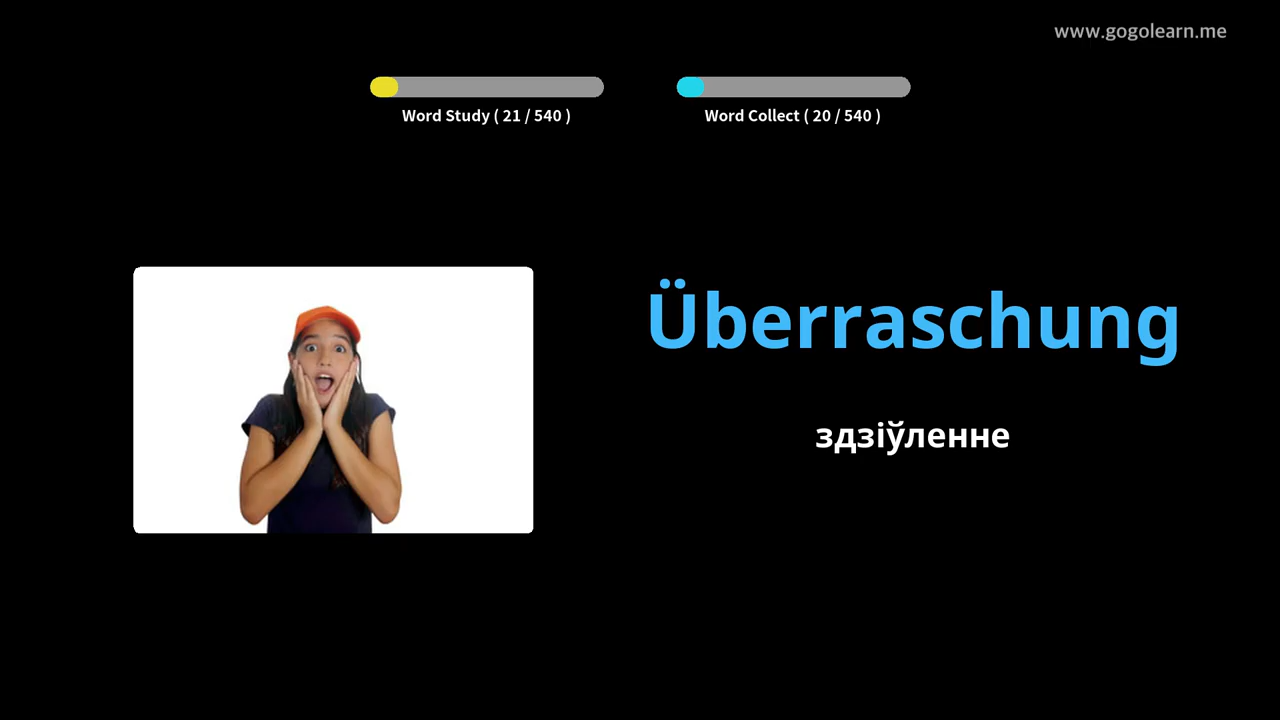 www.gogolearn.me
Word Study ( 21 / 540 )
Word Collect ( 20 / 540 )
Überraschung
здзіўленне